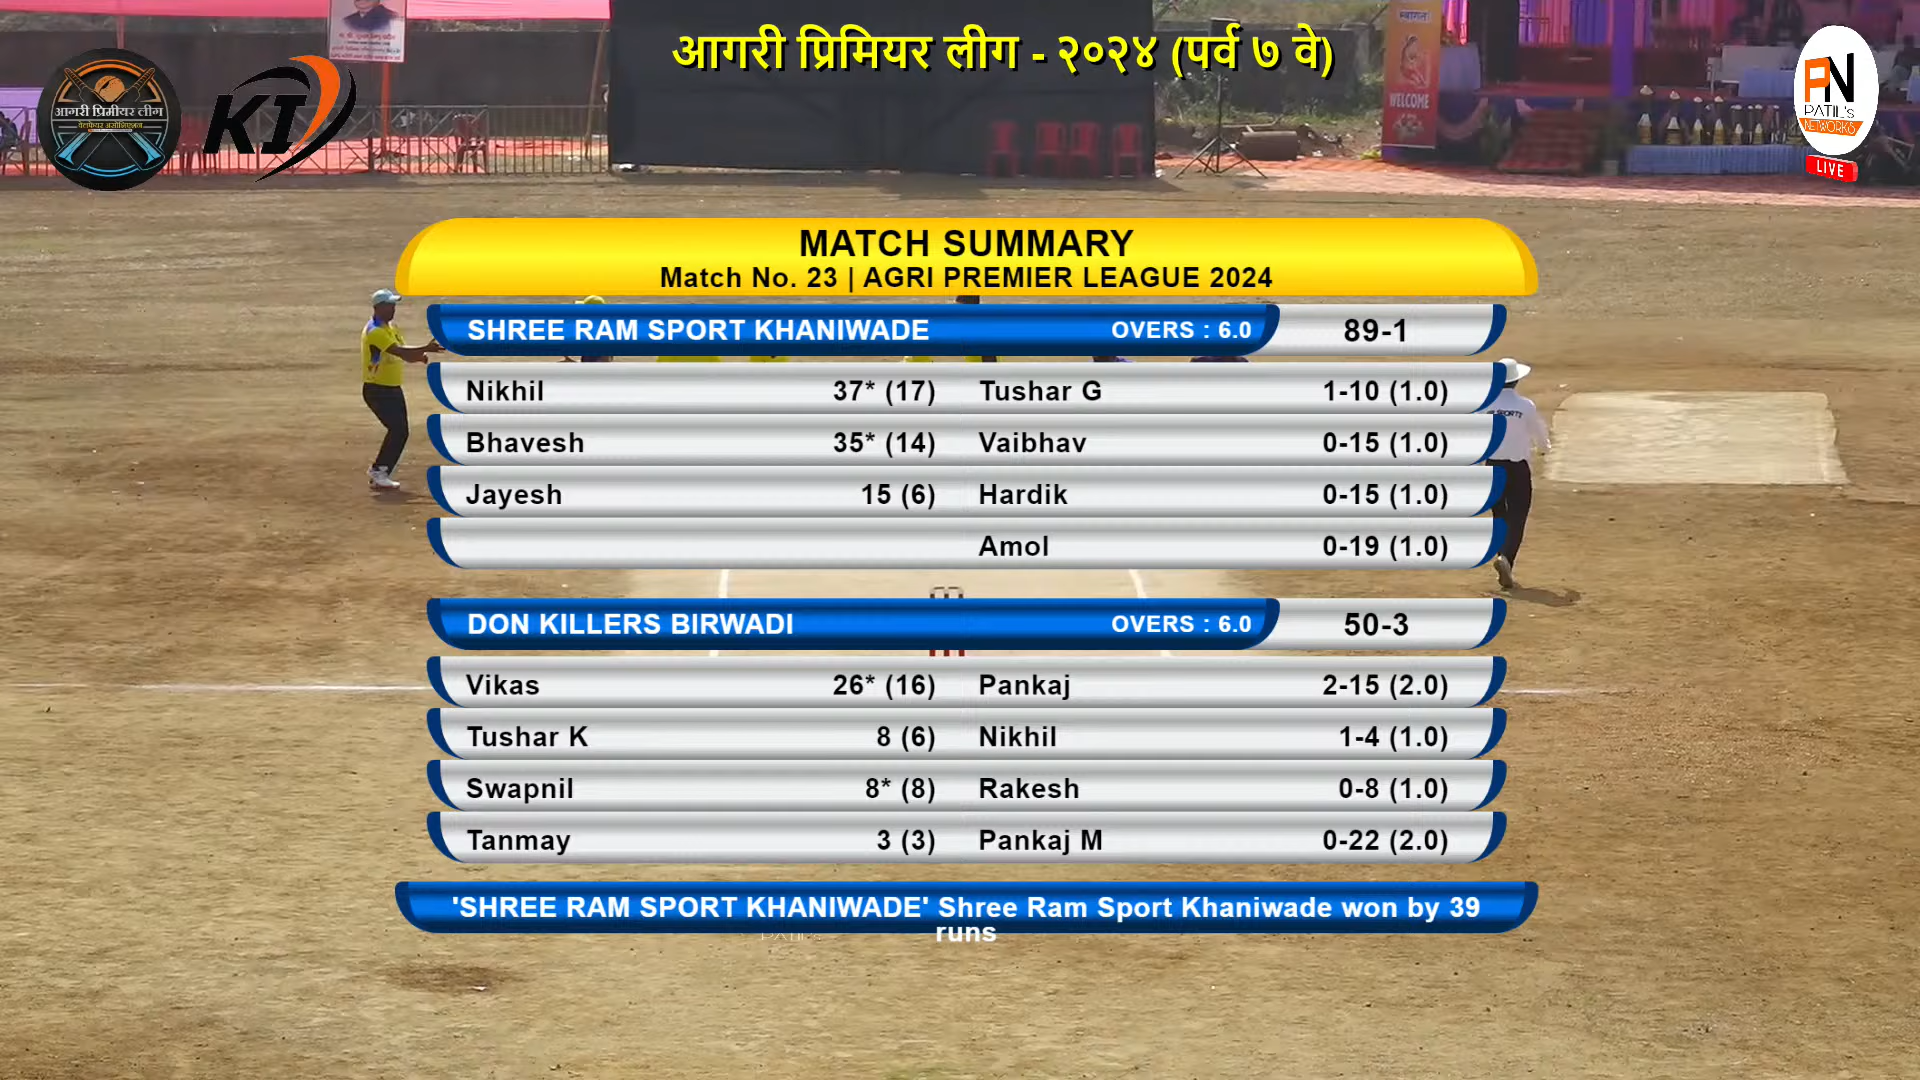 आगरी प्रिमियर लीग - २०२४ (पर्व ७ वे)
आगरी प्रिमीयर लीग
KI
स्वागत
WELCOME
PN
PATIL's
NETWORKS
LIVE
MATCH SUMMARY
Match No. 23 | AGRI PREMIER LEAGUE 2024
SHREE RAM SPORT KHANIWADE OVERS : 6.0 89-1
Nikhil 37* (17) Tushar G 1-10 (1.0)
Bhavesh 35* (14) Vaibhav 0-15 (1.0)
Jayesh 15 (6) Hardik 0-15 (1.0)
Amol 0-19 (1.0)
DON KILLERS BIRWADI OVERS : 6.0 50-3
Vikas 26* (16) Pankaj 2-15 (2.0)
Tushar K 8 (6) Nikhil 1-4 (1.0)
Swapnil 8* (8) Rakesh 0-8 (1.0)
Tanmay 3 (3) Pankaj M 0-22 (2.0)
'SHREE RAM SPORT KHANIWADE' Shree Ram Sport Khaniwade won by 39
runs